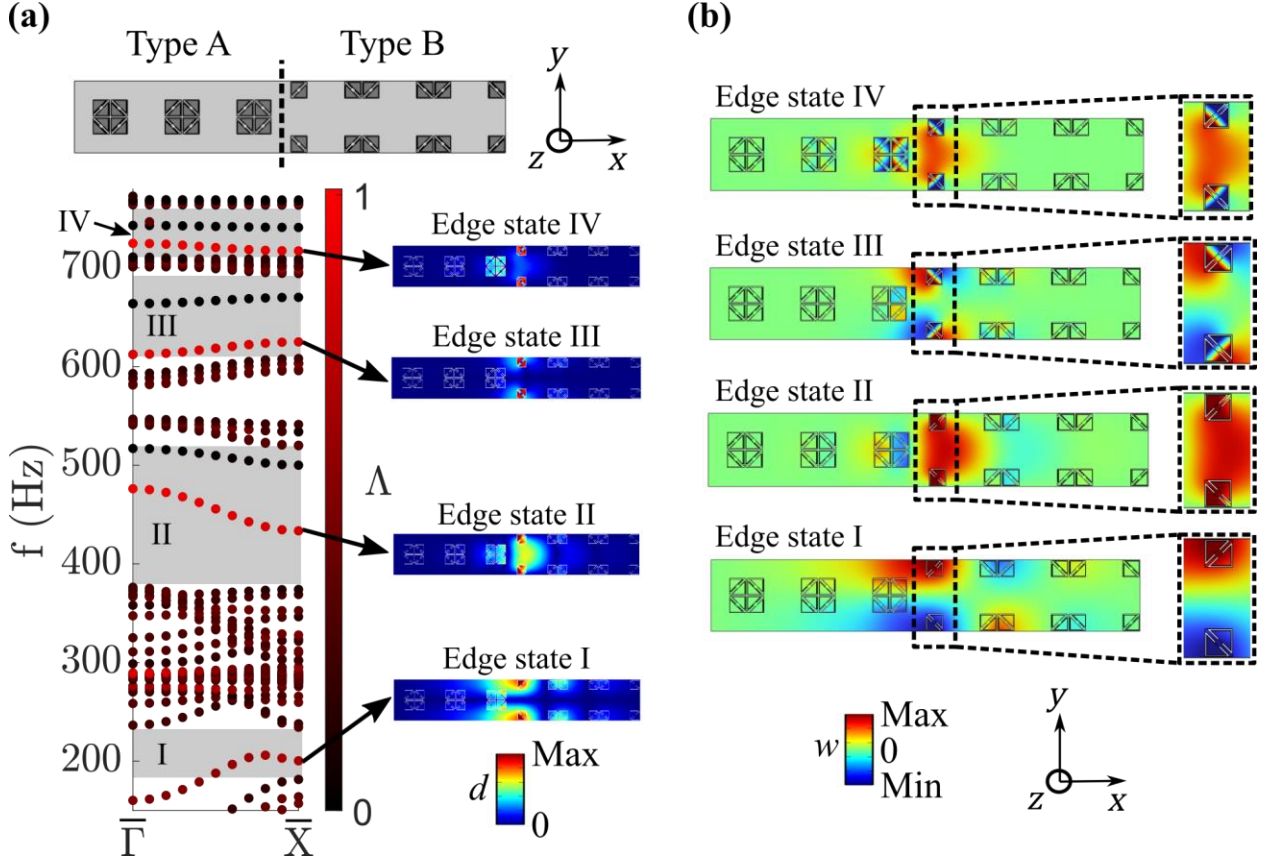 (a)
Type A
Type B
y
z
x
IV
700
III
600
500
f (Hz)
II
400
300
200
I
Γ̅
X̅
1
Λ
0
Edge state IV
Edge state III
Edge state II
Edge state I
d
Max
0
(b)
Edge state IV
Edge state III
Edge state II
Edge state I
w
Max
0
Min
y
z
x